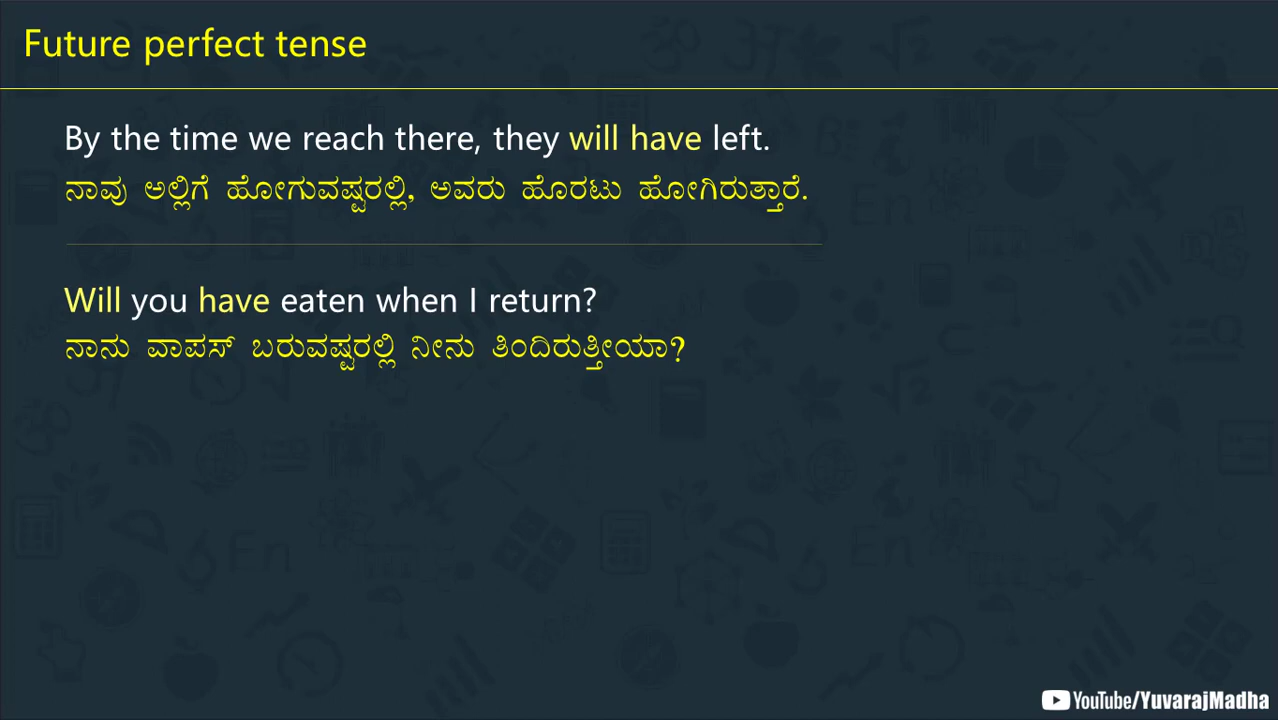 Future perfect tense
By the time we reach there, they will have left.
ನಾವು ಅಲ್ಲಿಗೆ ಹೋಗುವಷ್ಟರಲ್ಲಿ, ಅವರು ಹೊರಟು ಹೋಗಿರುತ್ತಾರೆ.
Will you have eaten when I return?
ನಾನು ವಾಪಸ್ ಬರುವಷ್ಟರಲ್ಲಿ ನೀನು ತಿಂದಿರುತ್ತೀಯಾ?
YouTube/YuvarajMadha